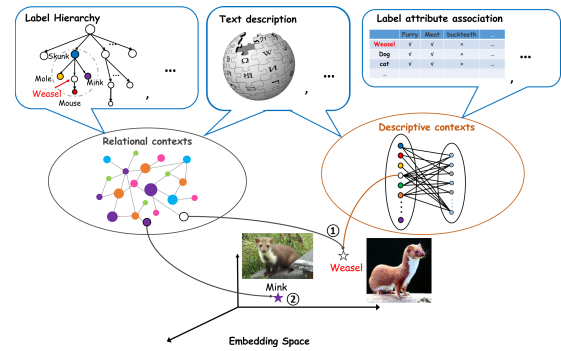 Label Hierarchy
Skunk
Mole
Mink
Weasel
Mouse
...
...
...
,
Text description
Ω
W
И
...
,
Label attribute association
Furry Meat buckteeth ...
Weasel √ √ × ...
Dog √ √ × ...
cat √ √ × ...
...
...
,
Relational contexts
Descriptive contexts
①
Weasel
Mink
②
Embedding Space